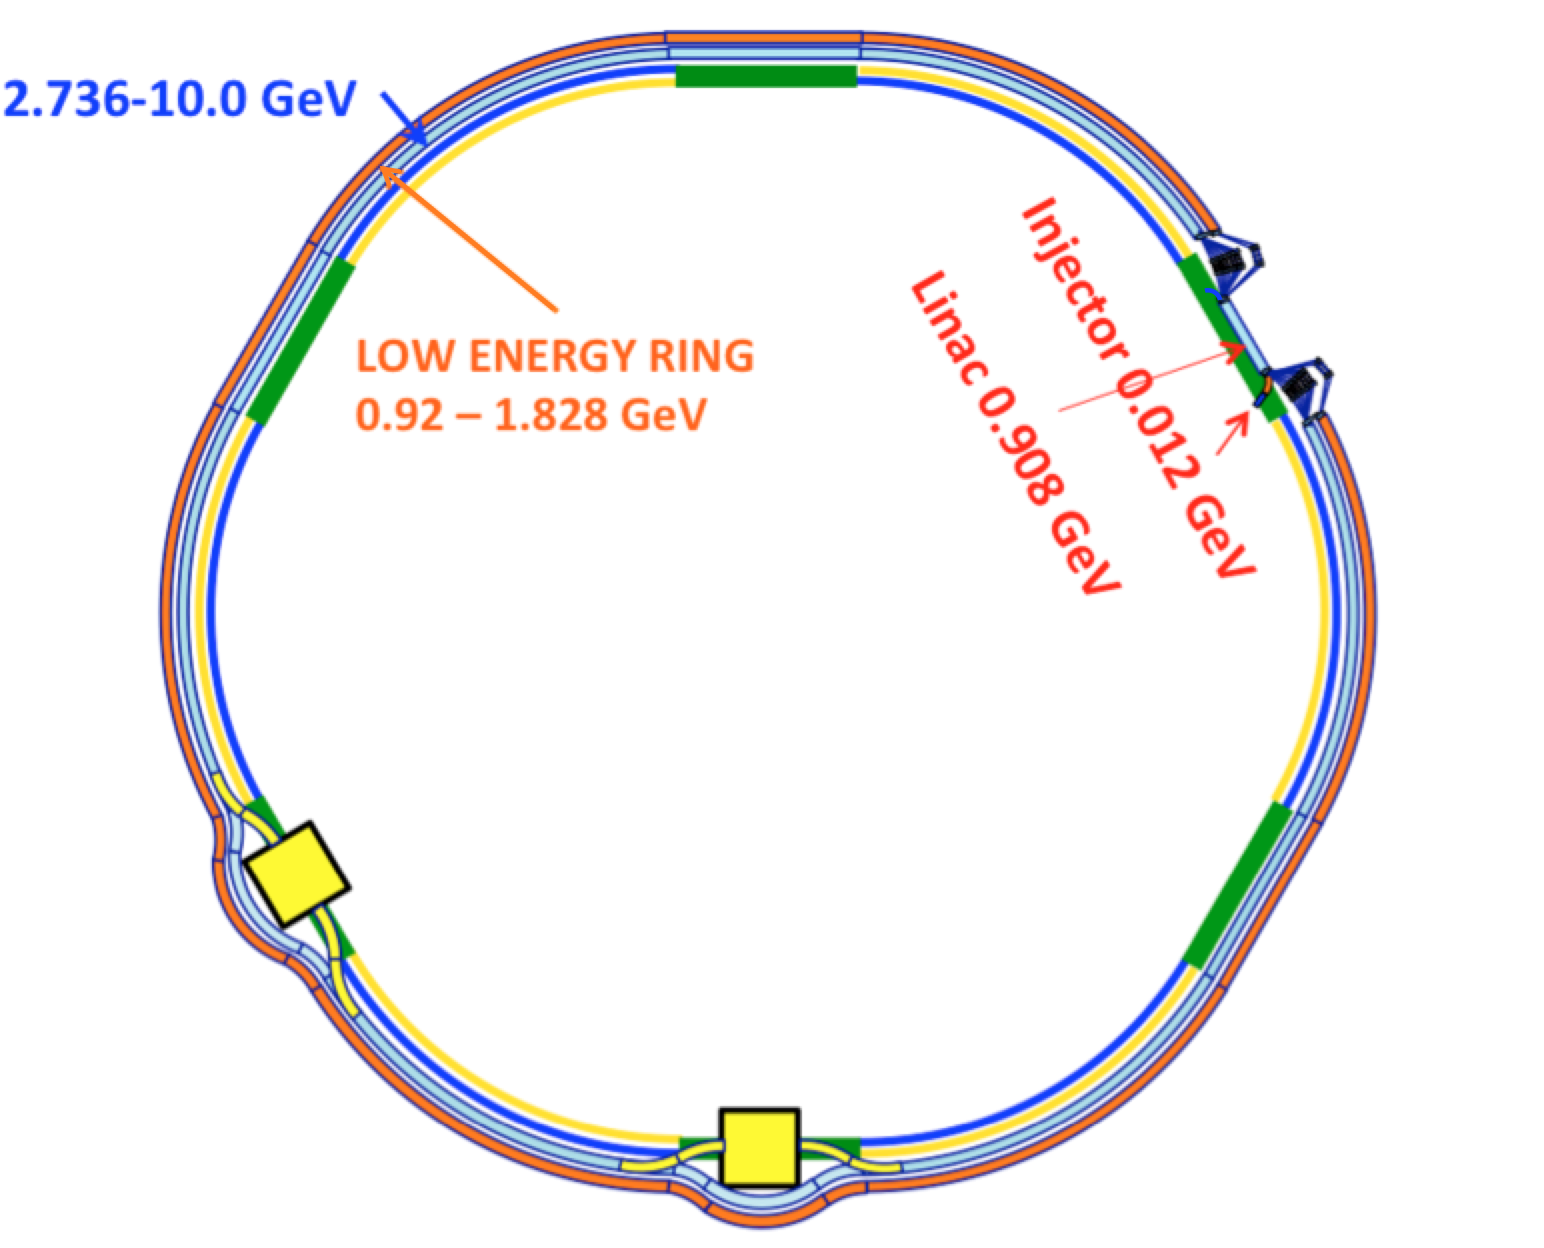 2.736-10.0 GeV
LOW ENERGY RING
0.92 – 1.828 GeV
Injector 0.012 GeV
Linac 0.908 GeV